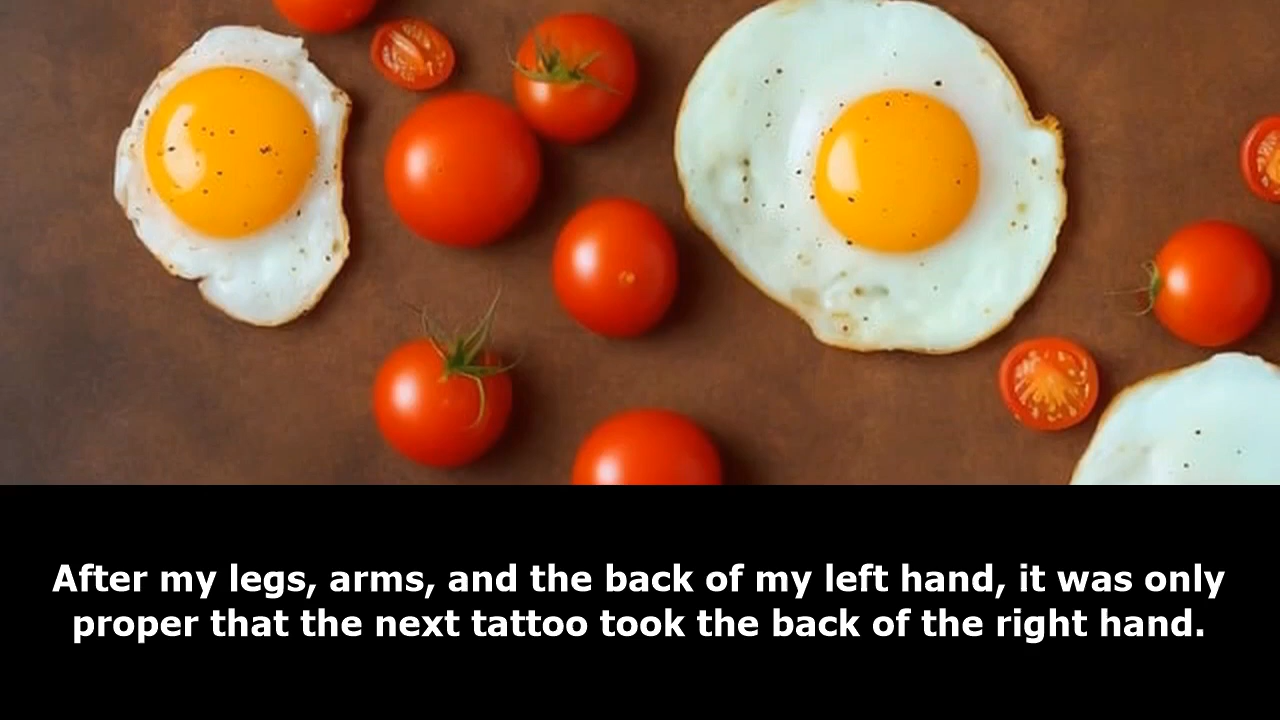 After my legs, arms, and the back of my left hand, it was only
proper that the next tattoo took the back of the right hand.